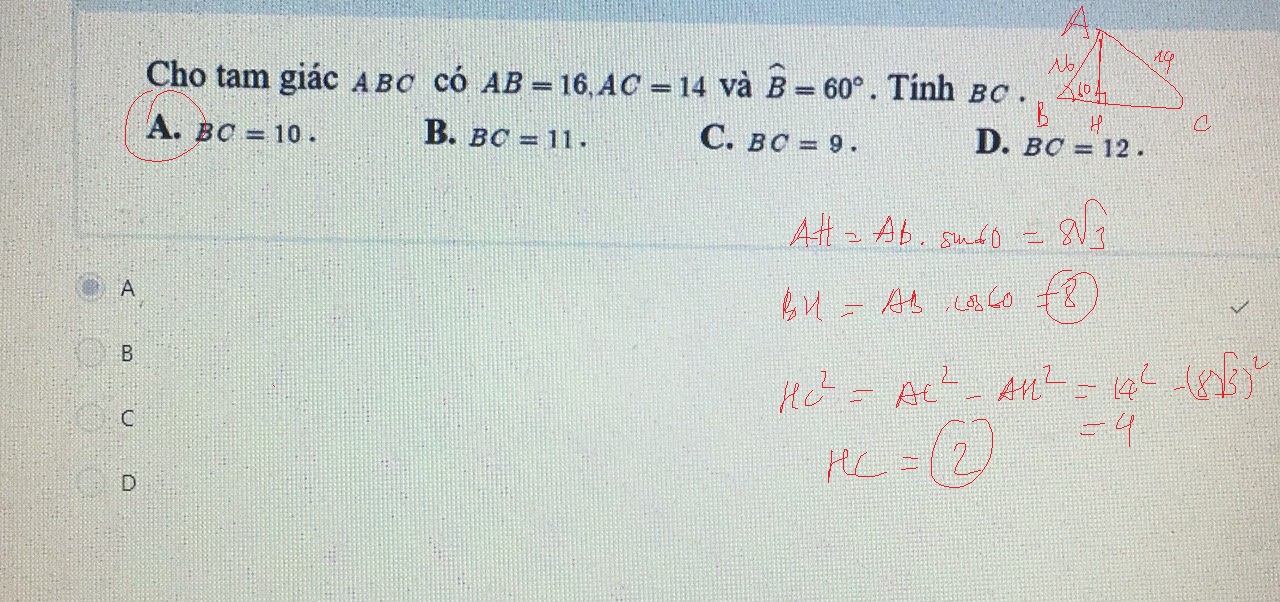 Cho tam giác ABC có AB = 16, AC = 14 và B̂ = 60°. Tính BC.
A. BC = 10. B. BC = 11. C. BC = 9. D. BC = 12.
A
16
14
60
B
H
C
AH = AB. sin60 = 8√3
BH = AB .cos60 = 8
HC² = AC² - AH² = 14² - (8√3)²
= 4
HC = 2
A
B
C
D